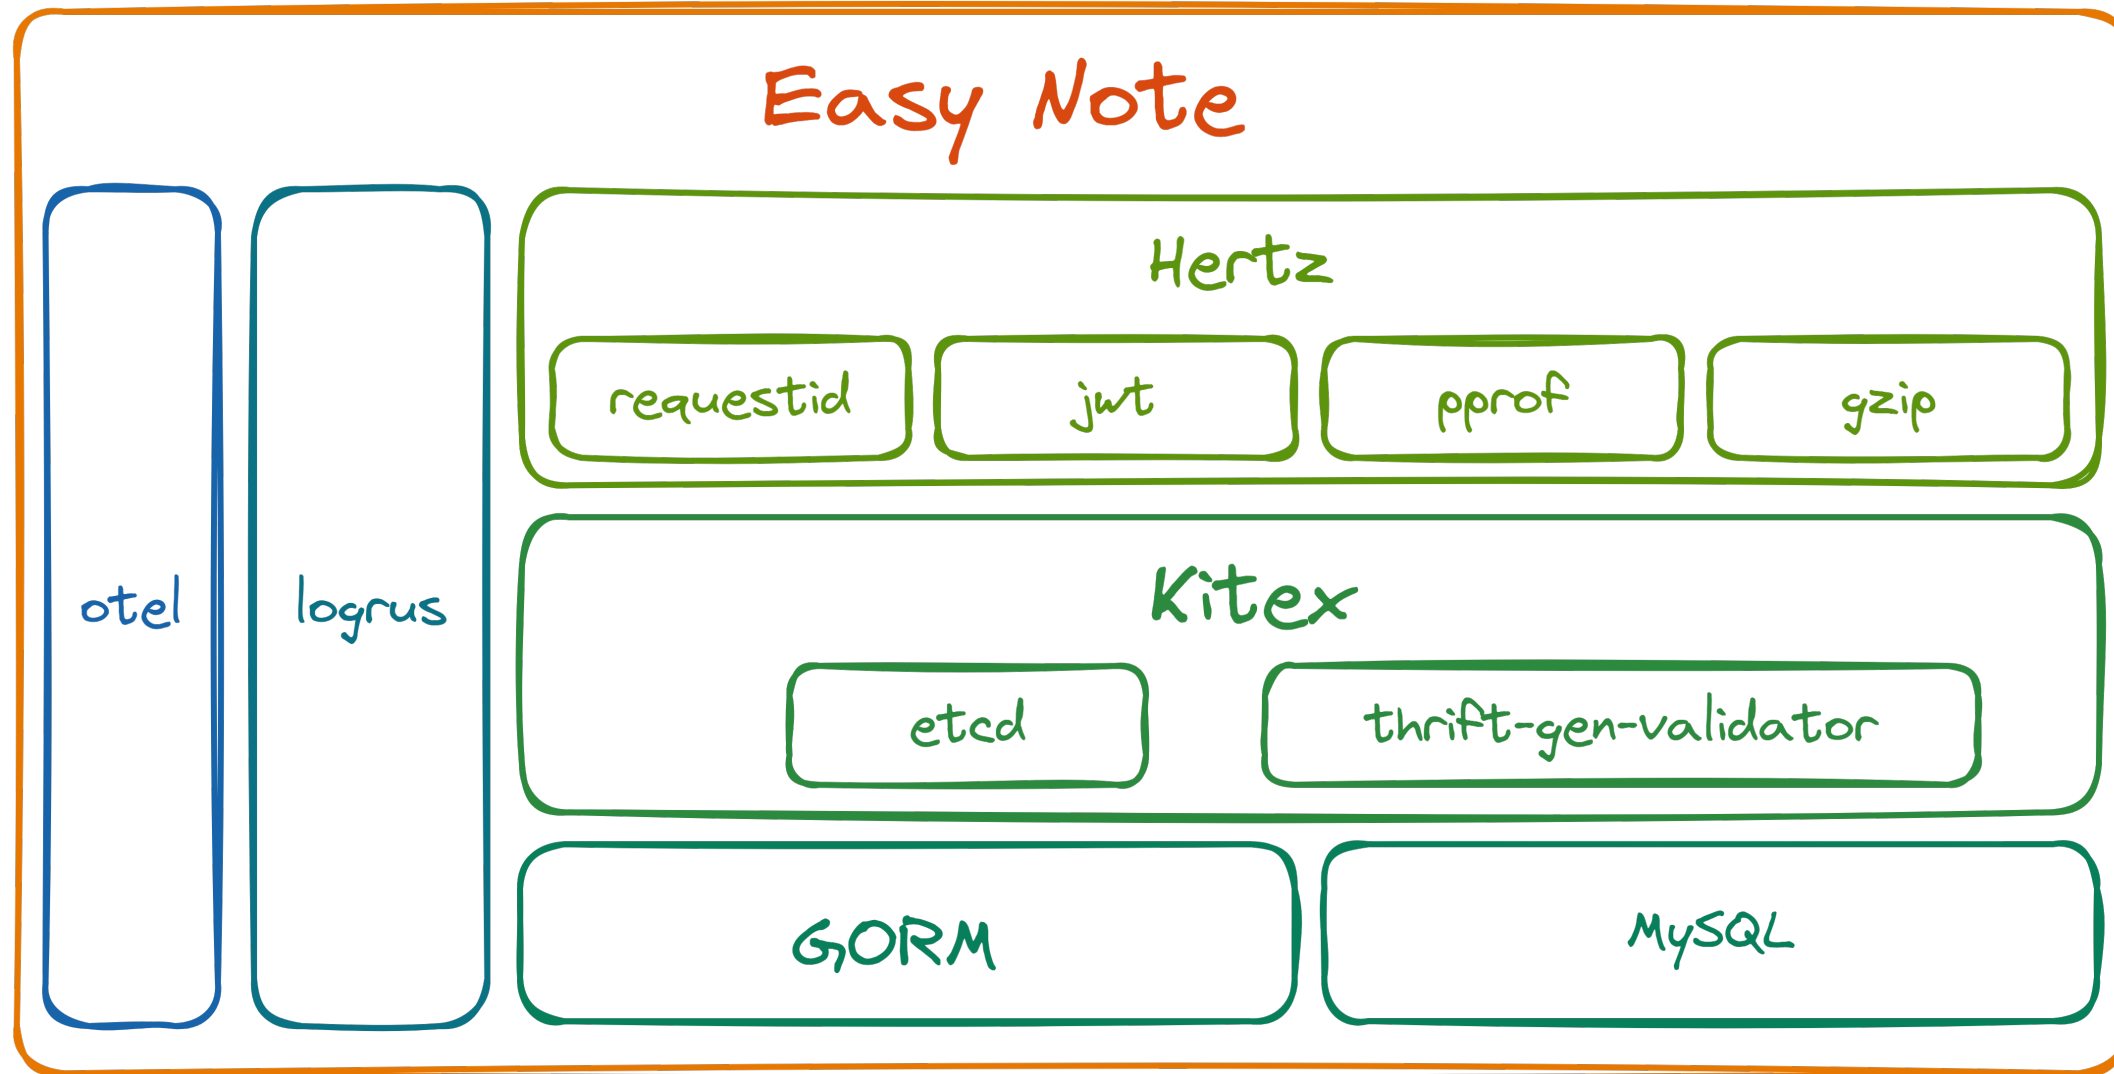 Easy Note
otel
logrus
Hertz
requestid
jwt
pprof
gzip
Kitex
etcd
thrift-gen-validator
GORM
MySQL